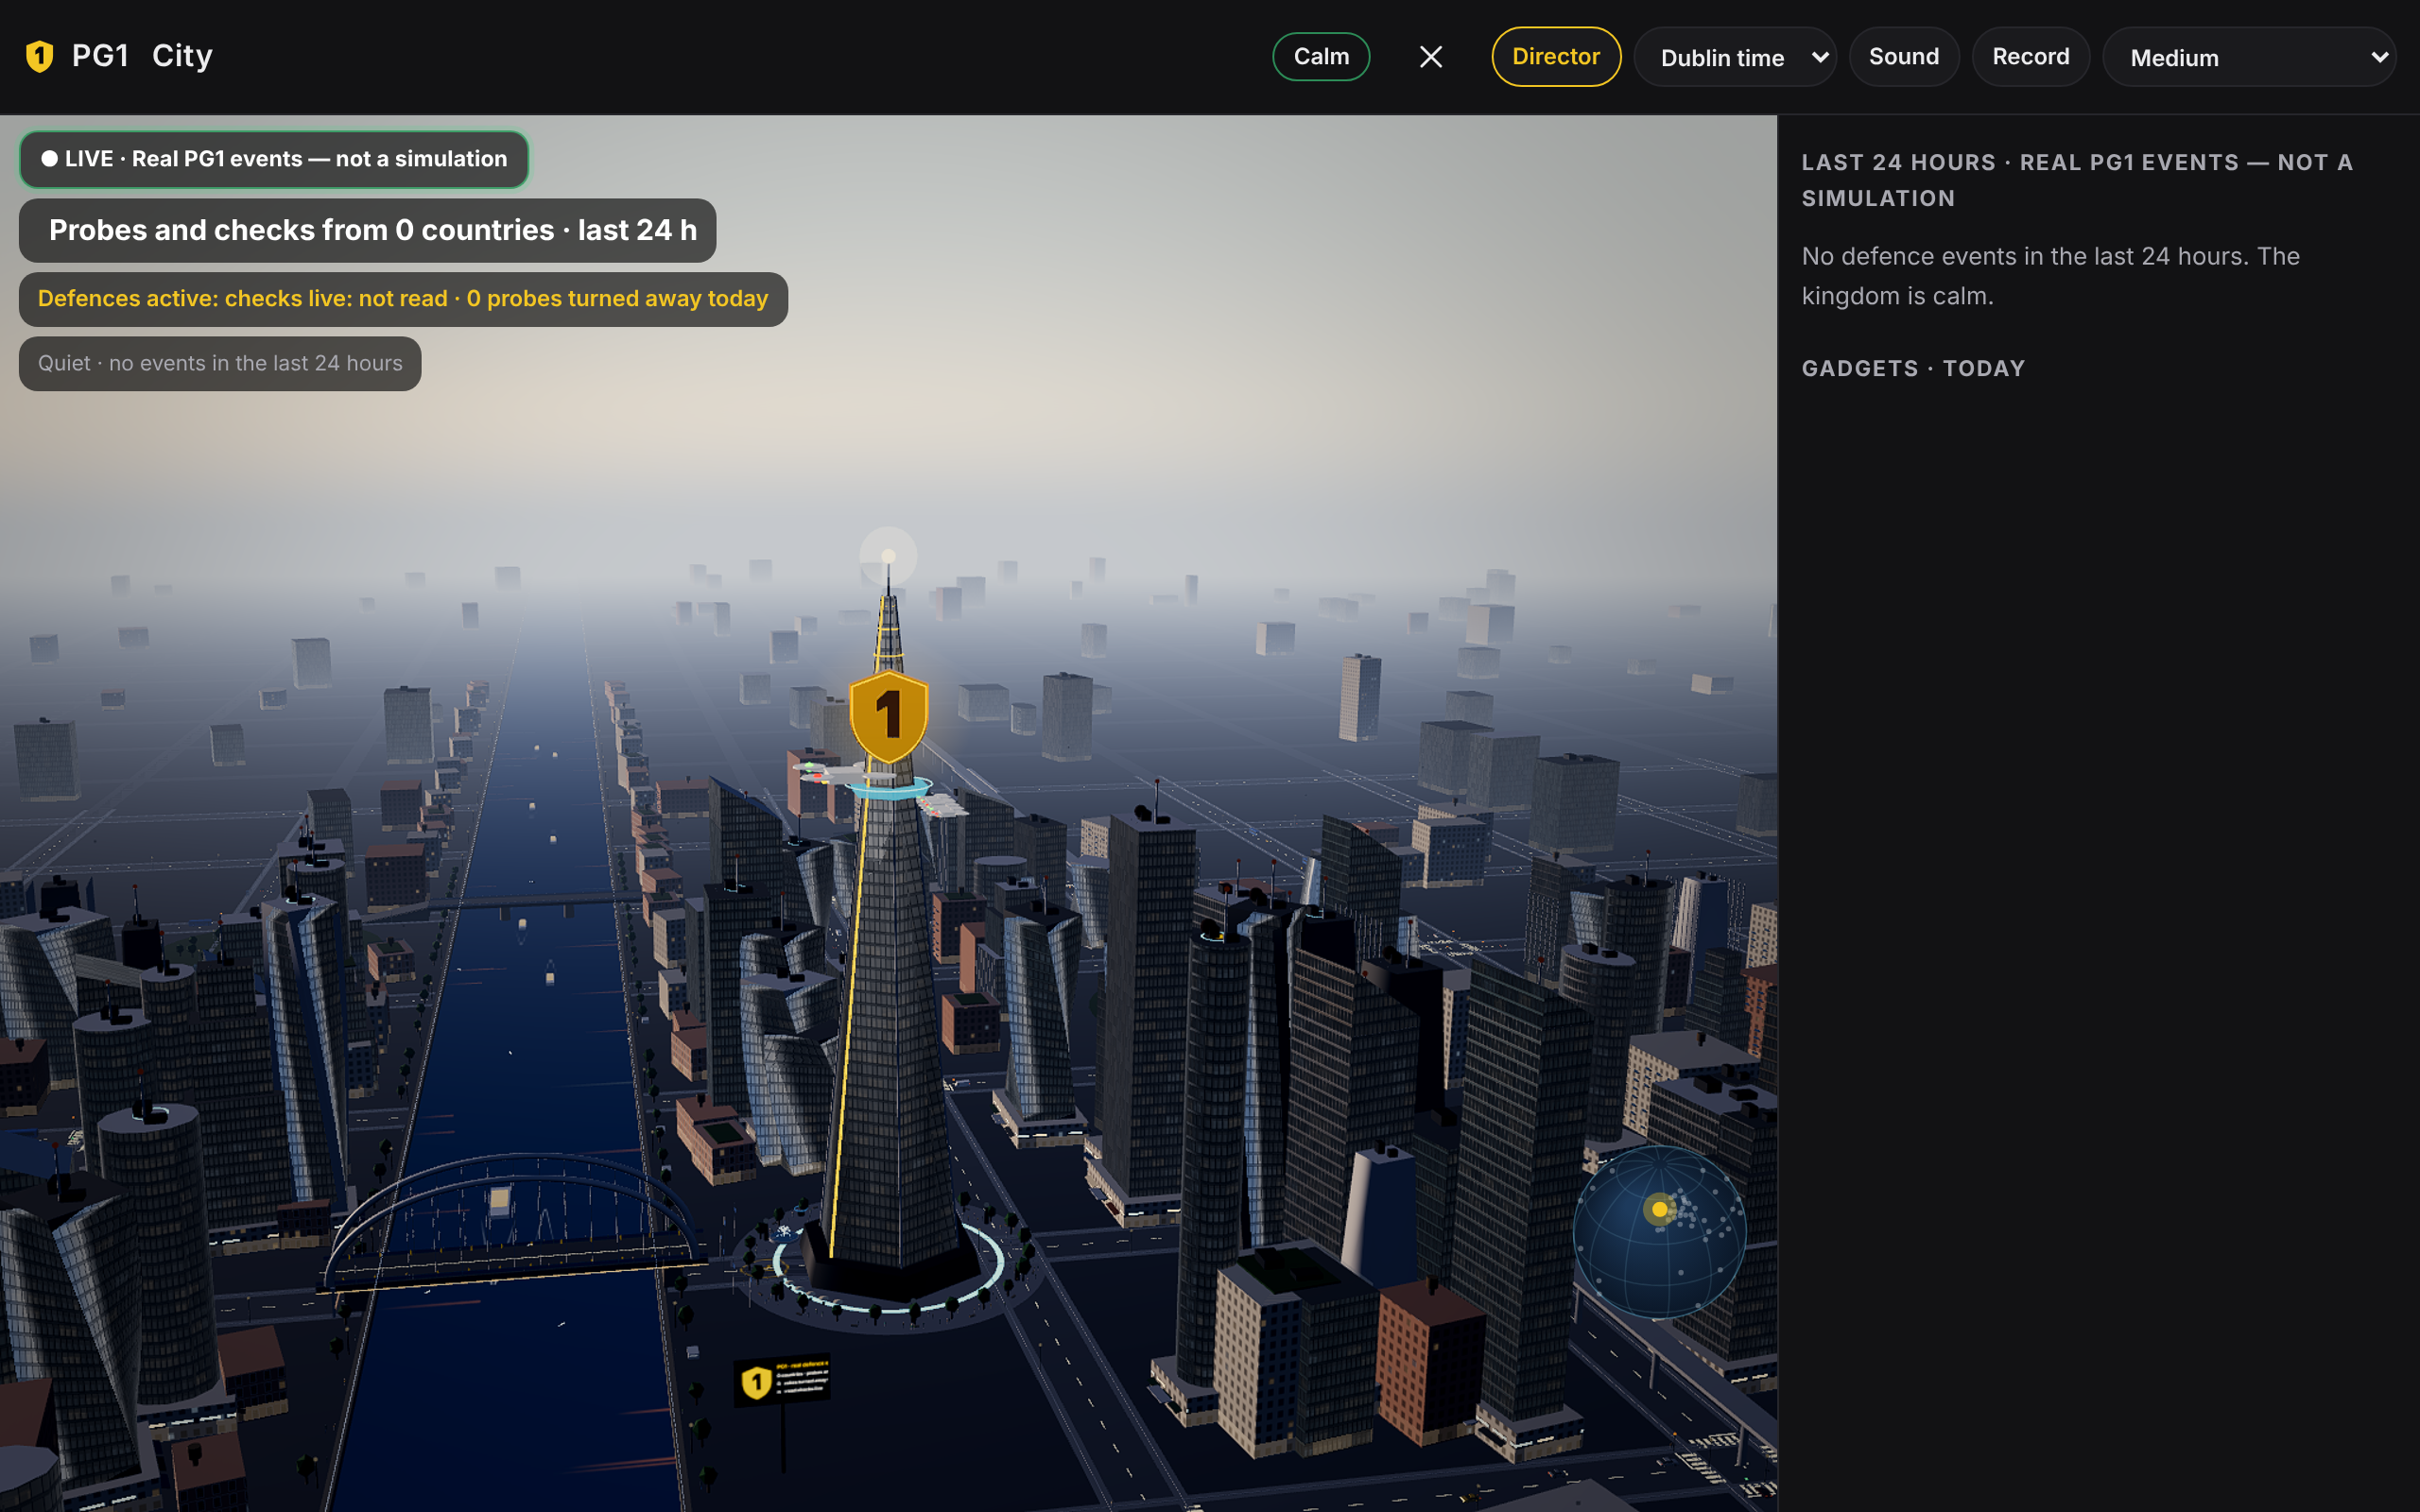 1 PG1 City
Calm
Director
Dublin time
Sound
Record
Medium
LIVE · Real PG1 events — not a simulation
Probes and checks from 0 countries · last 24 h
Defences active: checks live: not read · 0 probes turned away today
Quiet · no events in the last 24 hours
LAST 24 HOURS · REAL PG1 EVENTS — NOT A
SIMULATION
No defence events in the last 24 hours. The
kingdom is calm.
GADGETS · TODAY
1
1